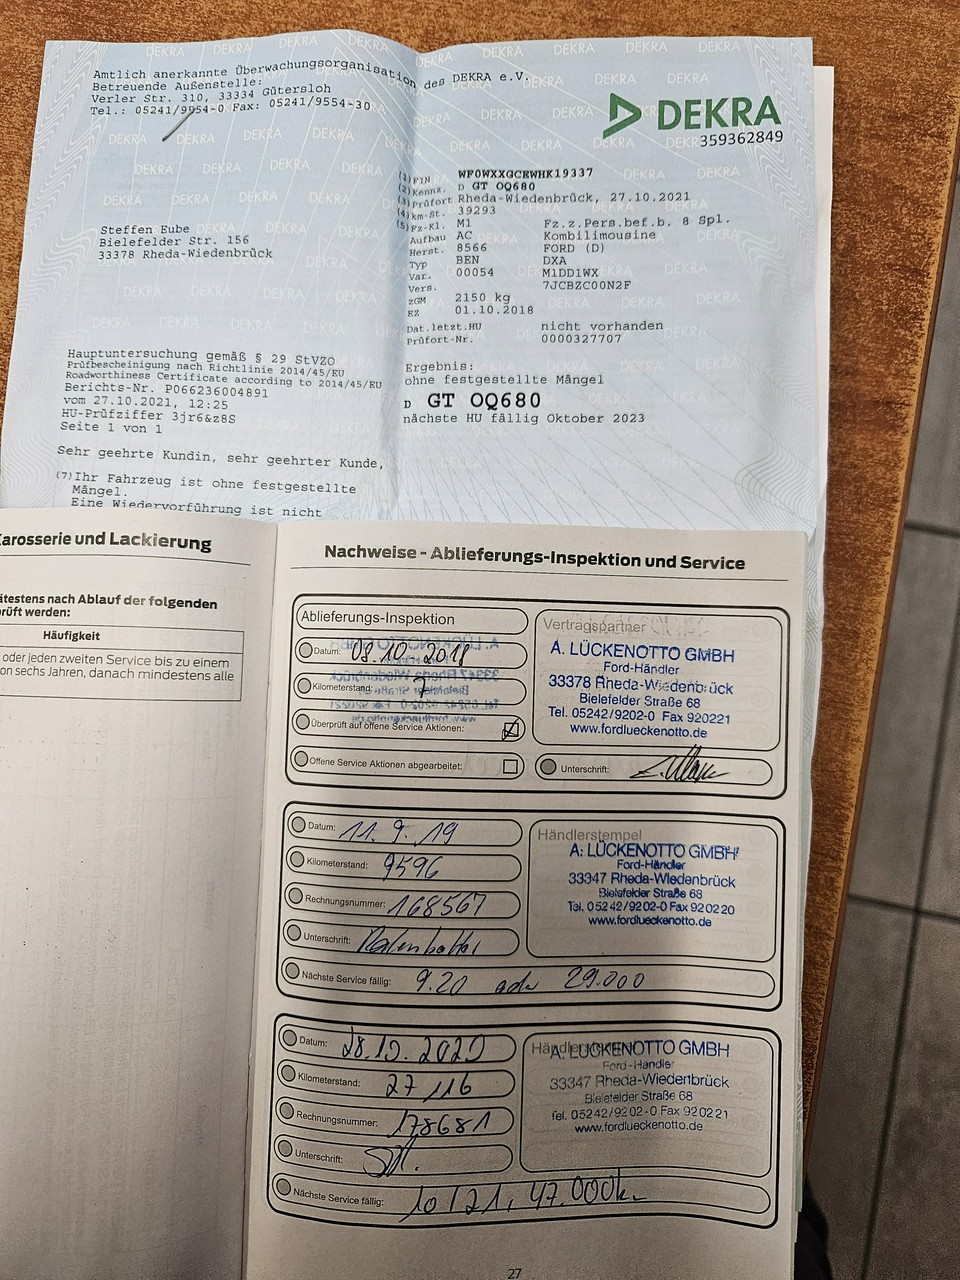 Amtlich anerkannte Überwachungsorganisation des DEKRA e.V.
Betreuende Außenstelle:
Verler Str. 310, 33334 Gütersloh
Tel.: 05241/9954-0 Fax: 05241/9554-30
DEKRA
359362849
Steffen Eube
Bielefelder Str. 156
33378 Rheda-Wiedenbrück
(1) FIN WF0WXXGCEWHK19337
(2) Kennz. D GT OQ680
(3) Prüfort Rheda-Wiedenbrück, 27.10.2021
(4) km-St. 39293
(5) Fz-Kl. M1 Fz.z.Pers.bef.b. 8 Spl.
Aufbau AC Kombilimousine
Herst. 8566 FORD (D)
Typ BEN DXA
Var. 00054 M1DD1WX
Vers. 7JCBZC00N2F
zGM 2150 kg
EZ 01.10.2018
Dat.letzt.HU nicht vorhanden
Prüfort-Nr. 0000327707
Hauptuntersuchung gemäß § 29 StVZO
Prüfbescheinigung nach Richtlinie 2014/45/EU
Roadworthiness Certificate according to 2014/45/EU
Berichts-Nr. P066236004891
vom 27.10.2021, 12:25
HU-Prüfziffer 3jr6&z8S
Seite 1 von 1
Ergebnis:
ohne festgestellte Mängel
D GT OQ680
nächste HU fällig Oktober 2023
Sehr geehrte Kundin, sehr geehrter Kunde,
(7) Ihr Fahrzeug ist ohne festgestellte
Mängel.
Eine Wiedervorführung ist nicht
Karosserie und Lackierung
ätestens nach Ablauf der folgenden
rüft werden:
Häufigkeit
oder jeden zweiten Service bis zu einem
on sechs Jahren, danach mindestens alle
Nachweise - Ablieferungs-Inspektion und Service
Ablieferungs-Inspektion
Datum: 08.10.2018
Kilometerstand: 7
Überprüft auf offene Service Aktionen:
Offene Service Aktionen abgearbeitet:
Vertragspartner
A. LÜCKENOTTO GMBH
Ford-Händler
33378 Rheda-Wiedenbrück
Bielefelder Straße 68
Tel. 05242/9202-0 Fax 920221
www.fordlueckenotto.de
Unterschrift:
Datum: 11.9.19
Kilometerstand: 9596
Rechnungsnummer: 168567
Unterschrift:
Nächste Service fällig: 9.20 oder 29.000
Händlerstempel
A. LÜCKENOTTO GMBH
Ford-Händler
33347 Rheda-Wiedenbrück
Bielefelder Straße 68
Tel. 05242/9202-0 Fax 920220
www.fordlueckenotto.de
Datum: 28.10.2020
Kilometerstand: 27116
Rechnungsnummer: 178681
Unterschrift:
Nächste Service fällig: 10/21, 47.000km
A. LÜCKENOTTO GMBH
Ford-Händler
33347 Rheda-Wiedenbrück
Bielefelder Straße 68
Tel. 05242/9202-0 Fax 920221
www.fordlueckenotto.de
27